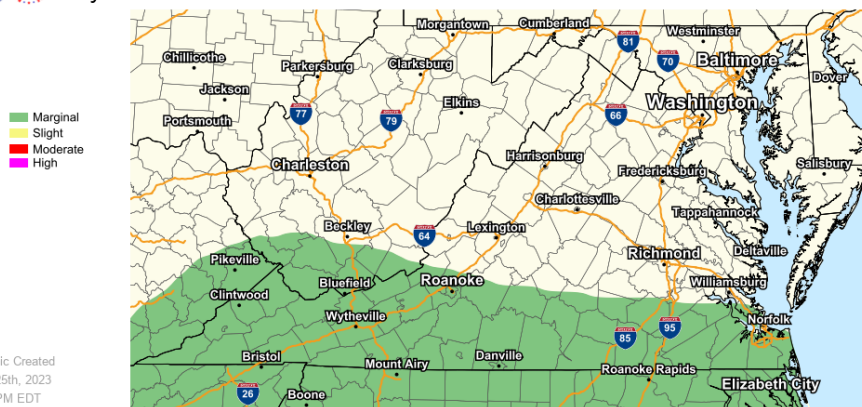 Morgantown
Cumberland
Westminster
81
70
Baltimore
Chillicothe
Parkersburg
Clarksburg
Dover
Jackson
Elkins
Washington
77
79
66
Marginal
Slight
Moderate
High
Portsmouth
Charleston
Harrisonburg
Fredericksburg
Salisbury
Charlottesville
Tappahannock
Beckley
64
Lexington
Richmond
Deltaville
Pikeville
Bluefield
Roanoke
Williamsburg
Clintwood
Wytheville
Norfolk
85
95
Bristol
Mount Airy
Danville
Roanoke Rapids
Elizabeth City
26
Boone
ic Created
5th, 2023
PM EDT